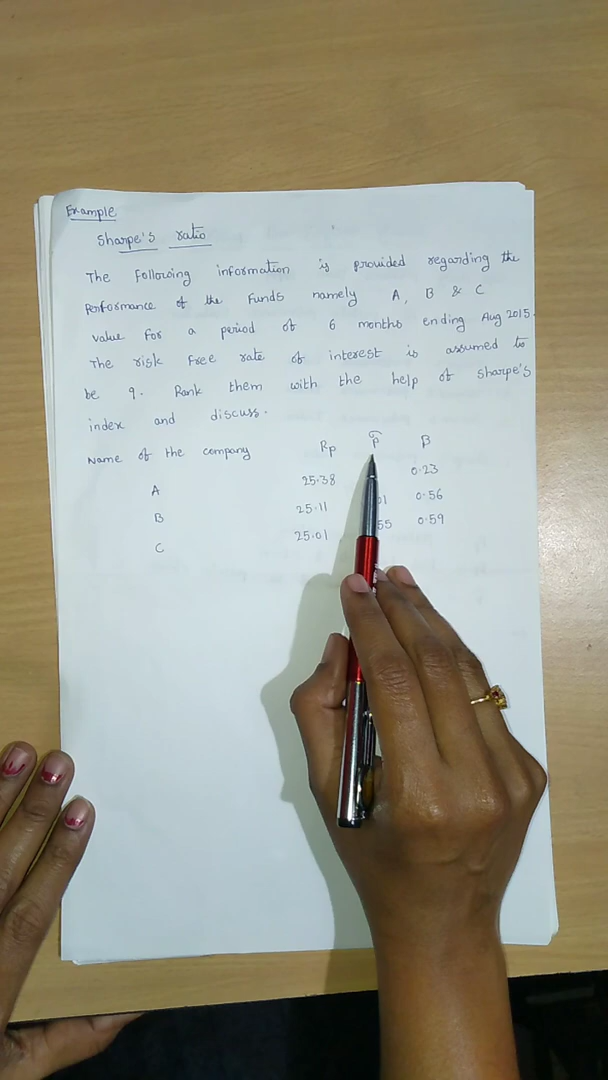 Example
Sharpe's ratio
The following information is provided regarding the
performance of the funds namely A, B & C
value for a period of 6 months ending Aug 2015.
The risk free rate of interest is assumed to
be 9. Rank them with the help of sharpe's
index and discuss.
Name of the company Rp β
A 25.38 0.23
B 25.11 01 0.56
C 25.01 55 0.59